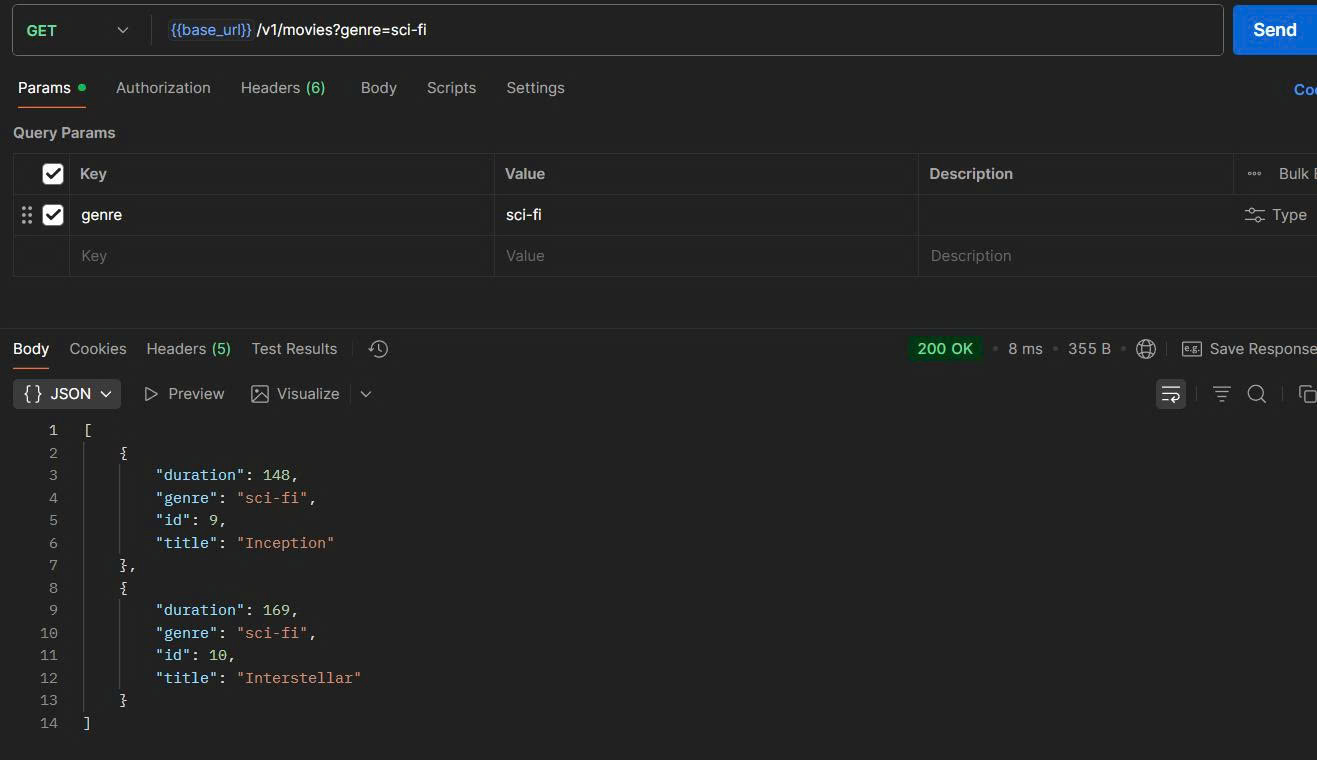 GET {{base_url}} /v1/movies?genre=sci-fi Send
Params Authorization Headers (6) Body Scripts Settings
Query Params
Key Value Description Bulk
genre sci-fi Type
Key Value Description
Body Cookies Headers (5) Test Results 200 OK 8 ms 355 B e.g. Save Response
{} JSON Preview Visualize
1 [
2 {
3 "duration": 148,
4 "genre": "sci-fi",
5 "id": 9,
6 "title": "Inception"
7 },
8 {
9 "duration": 169,
10 "genre": "sci-fi",
11 "id": 10,
12 "title": "Interstellar"
13 }
14 ]